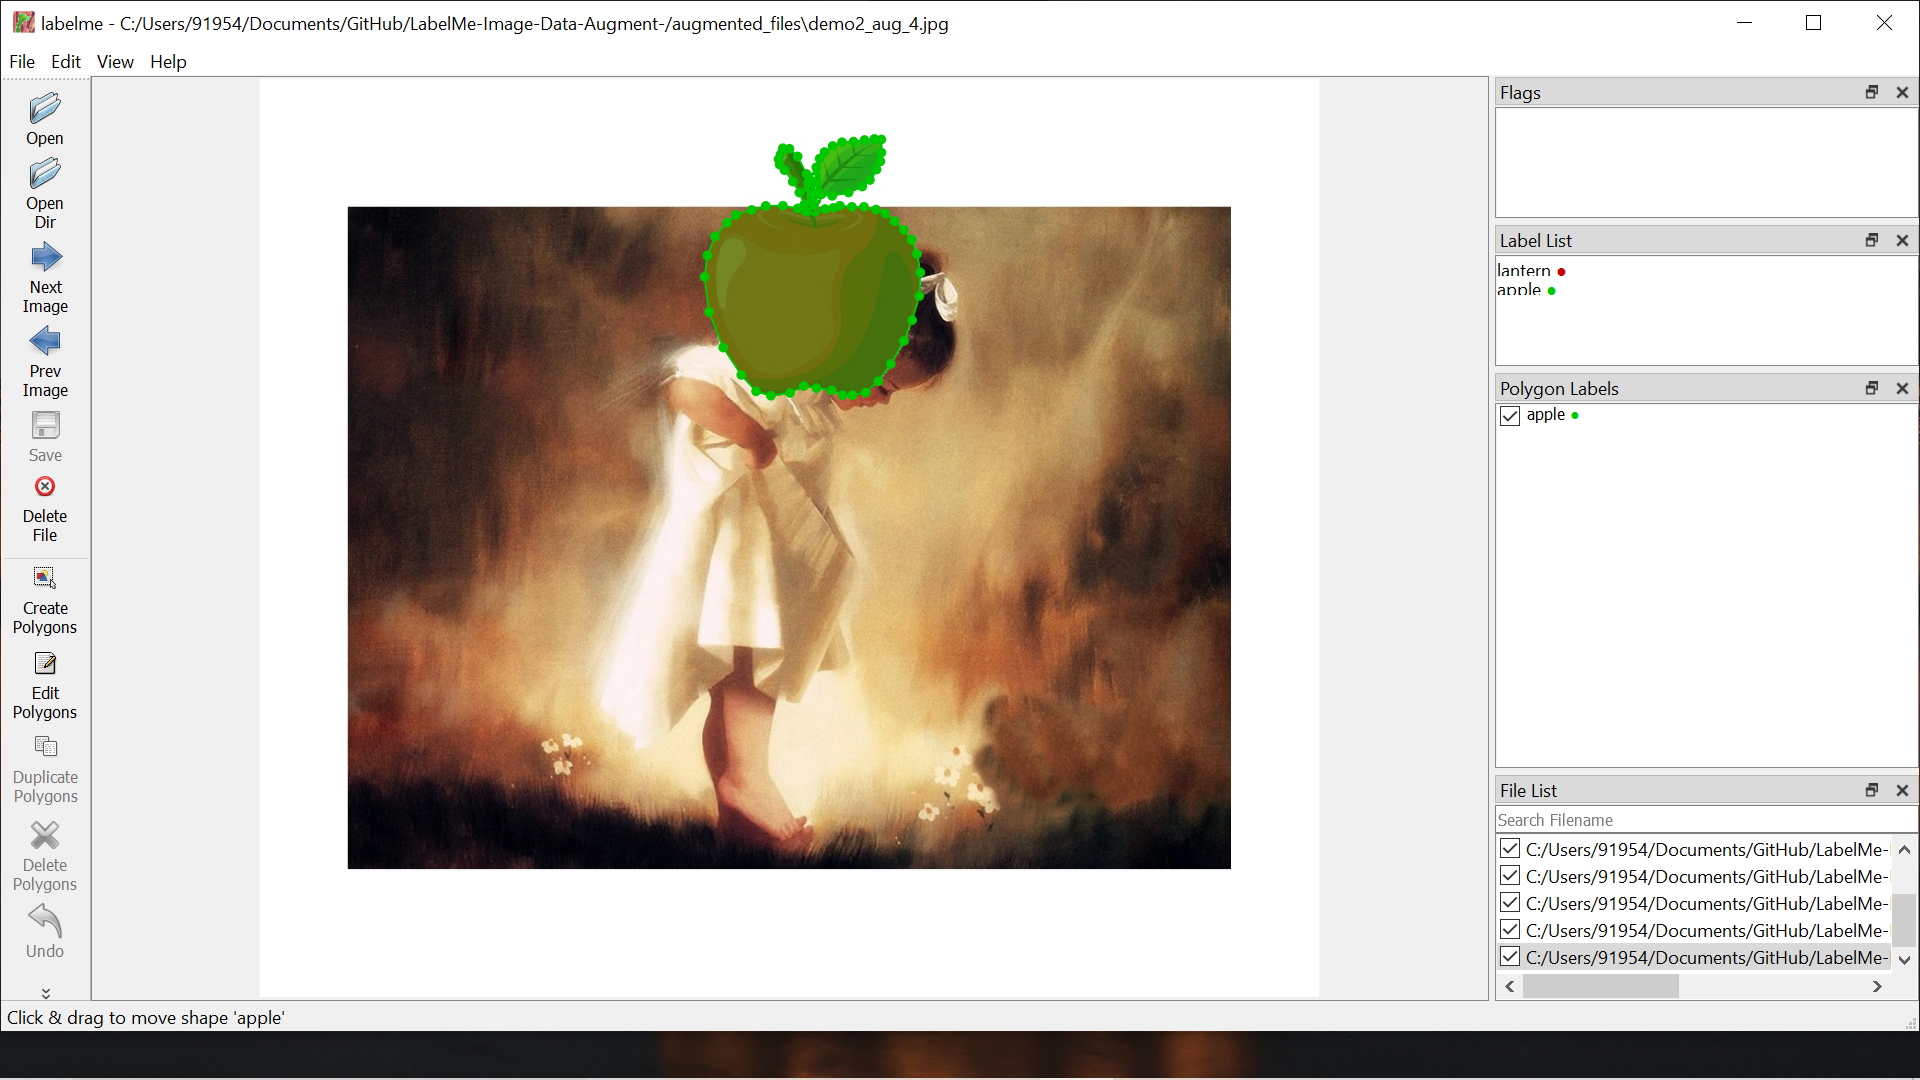 labelme - C:/Users/91954/Documents/GitHub/LabelMe-Image-Data-Augment-/augmented_files\demo2_aug_4.jpg
File Edit View Help
Open
Open
Dir
Next
Image
Prev
Image
Save
Delete
File
Create
Polygons
Edit
Polygons
Duplicate
Polygons
Delete
Polygons
Undo
Flags
Label List
lantern
apple
Polygon Labels
apple
File List
Search Filename
C:/Users/91954/Documents/GitHub/LabelMe-
C:/Users/91954/Documents/GitHub/LabelMe-
C:/Users/91954/Documents/GitHub/LabelMe-
C:/Users/91954/Documents/GitHub/LabelMe-
C:/Users/91954/Documents/GitHub/LabelMe-
Click & drag to move shape 'apple'